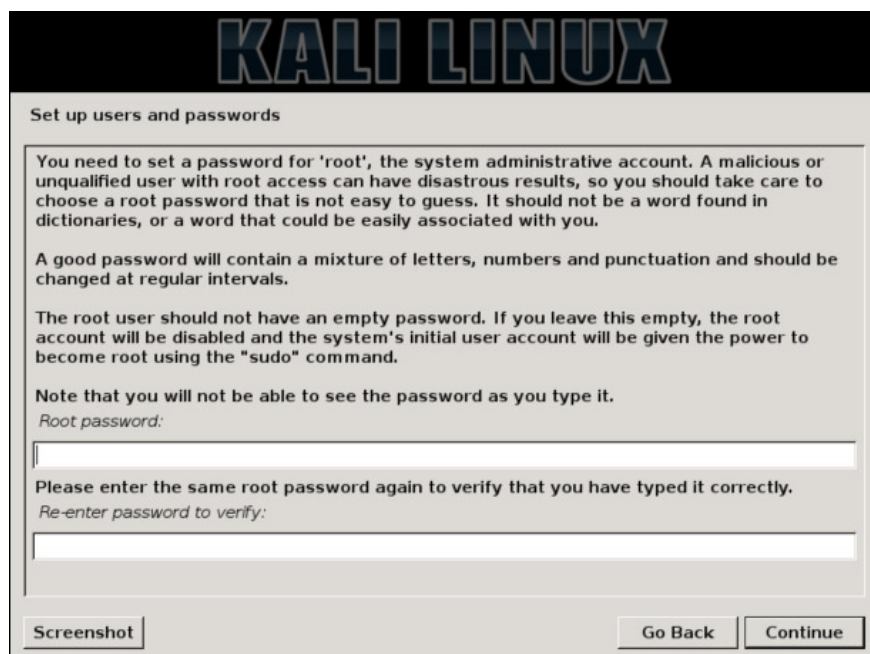 KALI LINUX
Set up users and passwords
You need to set a password for 'root', the system administrative account. A malicious or
unqualified user with root access can have disastrous results, so you should take care to
choose a root password that is not easy to guess. It should not be a word found in
dictionaries, or a word that could be easily associated with you.
A good password will contain a mixture of letters, numbers and punctuation and should be
changed at regular intervals.
The root user should not have an empty password. If you leave this empty, the root
account will be disabled and the system's initial user account will be given the power to
become root using the "sudo" command.
Note that you will not be able to see the password as you type it.
Root password:
Please enter the same root password again to verify that you have typed it correctly.
Re-enter password to verify:
Screenshot
Go Back
Continue